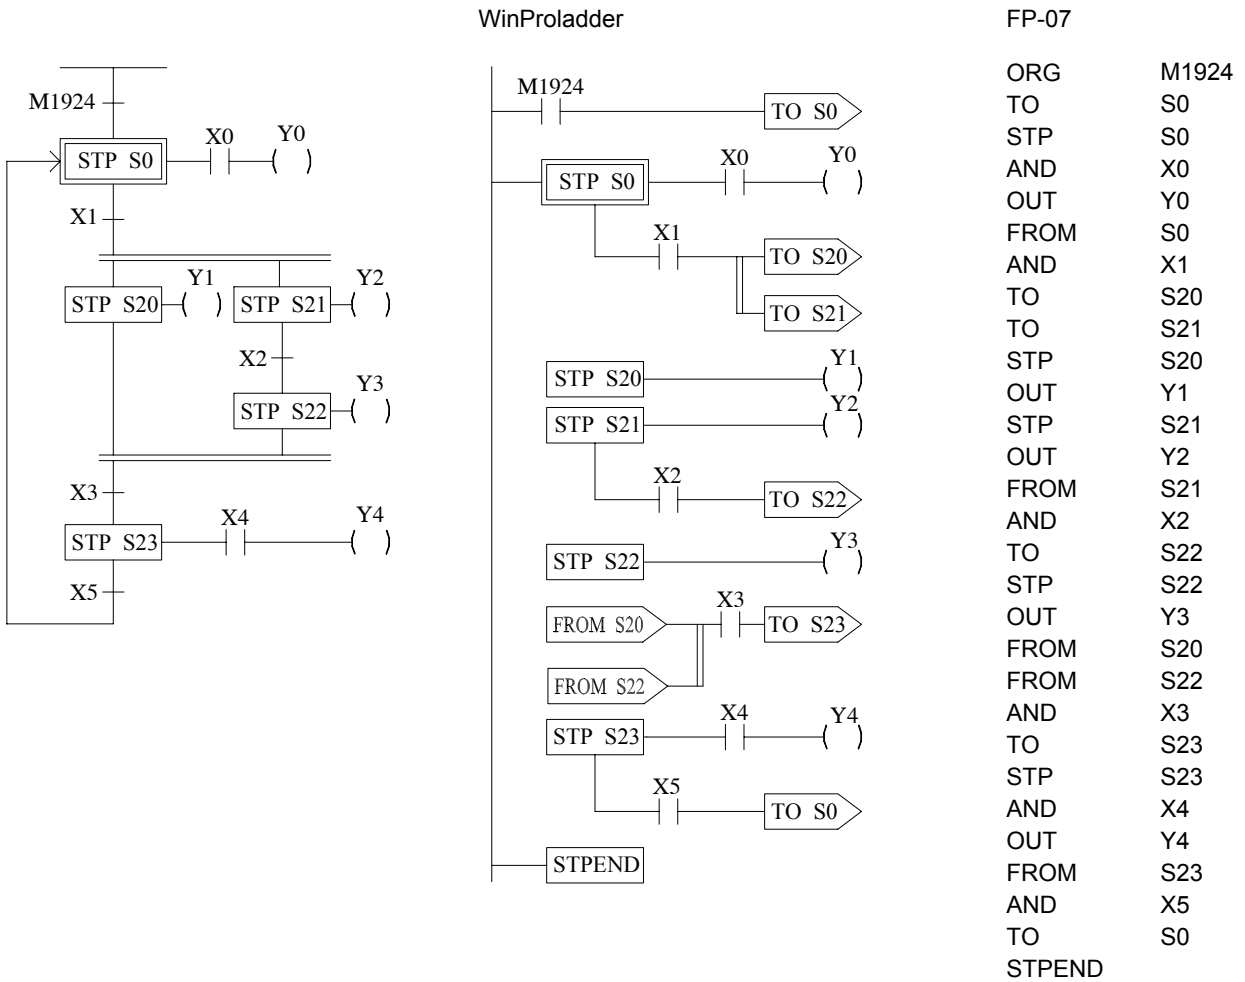 WinProladder
FP-07
M1924
STP S0
X0
Y0
X1
STP S20
Y1
STP S21
Y2
X2
STP S22
Y3
X3
STP S23
X4
Y4
X5
M1924
TO S0
STP S0
X0
Y0
X1
TO S20
TO S21
STP S20
Y1
STP S21
Y2
X2
TO S22
STP S22
Y3
FROM S20
X3
TO S23
FROM S22
STP S23
X4
Y4
X5
TO S0
STPEND
ORG M1924
TO S0
STP S0
AND X0
OUT Y0
FROM S0
AND X1
TO S20
TO S21
STP S20
OUT Y1
STP S21
OUT Y2
FROM S21
AND X2
TO S22
STP S22
OUT Y3
FROM S20
FROM S22
AND X3
TO S23
STP S23
AND X4
OUT Y4
FROM S23
AND X5
TO S0
STPEND